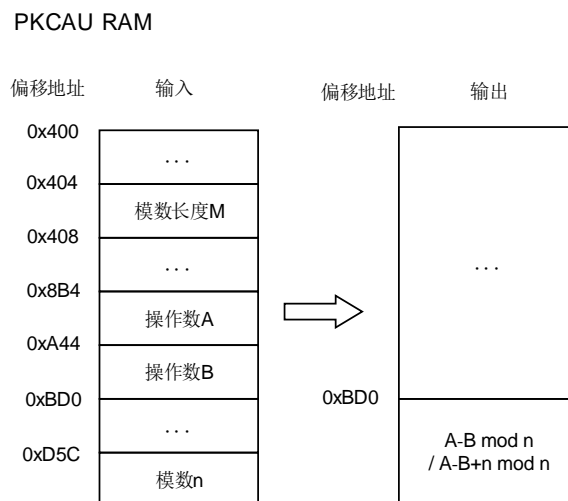 PKCAU RAM
偏移地址 输入 偏移地址 输出
0x400
...
0x404
模数长度M
0x408
...
0x8B4
操作数A
0xA44
操作数B
0xBD0
...
0xD5C
模数n
...
0xBD0
A-B mod n
/ A-B+n mod n